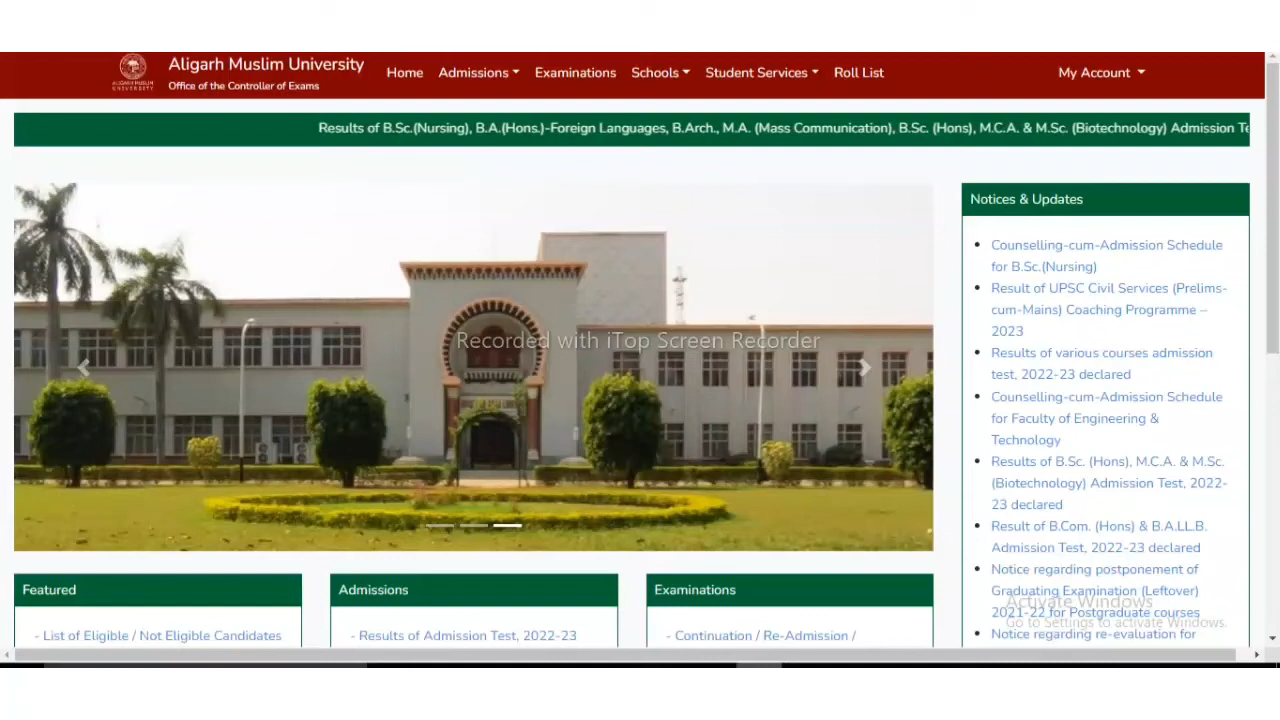 Aligarh Muslim University
Office of the Controller of Exams
ALIGARH MUSLIM
UNIVERSITY
Home Admissions Examinations Schools Student Services Roll List My Account
Results of B.Sc.(Nursing), B.A.(Hons.)-Foreign Languages, B.Arch., M.A. (Mass Communication), B.Sc. (Hons), M.C.A. & M.Sc. (Biotechnology) Admission Te
Recorded with iTop Screen Recorder
Notices & Updates
Counselling-cum-Admission Schedule
for B.Sc.(Nursing)
Result of UPSC Civil Services (Prelims-
cum-Mains) Coaching Programme –
2023
Results of various courses admission
test, 2022-23 declared
Counselling-cum-Admission Schedule
for Faculty of Engineering &
Technology
Results of B.Sc. (Hons), M.C.A. & M.Sc.
(Biotechnology) Admission Test, 2022-
23 declared
Result of B.Com. (Hons) & B.A.LL.B.
Admission Test, 2022-23 declared
Notice regarding postponement of
Graduating Examination (Leftover)
2021-22 for Postgraduate courses
Notice regarding re-evaluation for
Activate Windows
Go to Settings to activate Windows.
Featured
- List of Eligible / Not Eligible Candidates
Admissions
- Results of Admission Test, 2022-23
Examinations
- Continuation / Re-Admission /